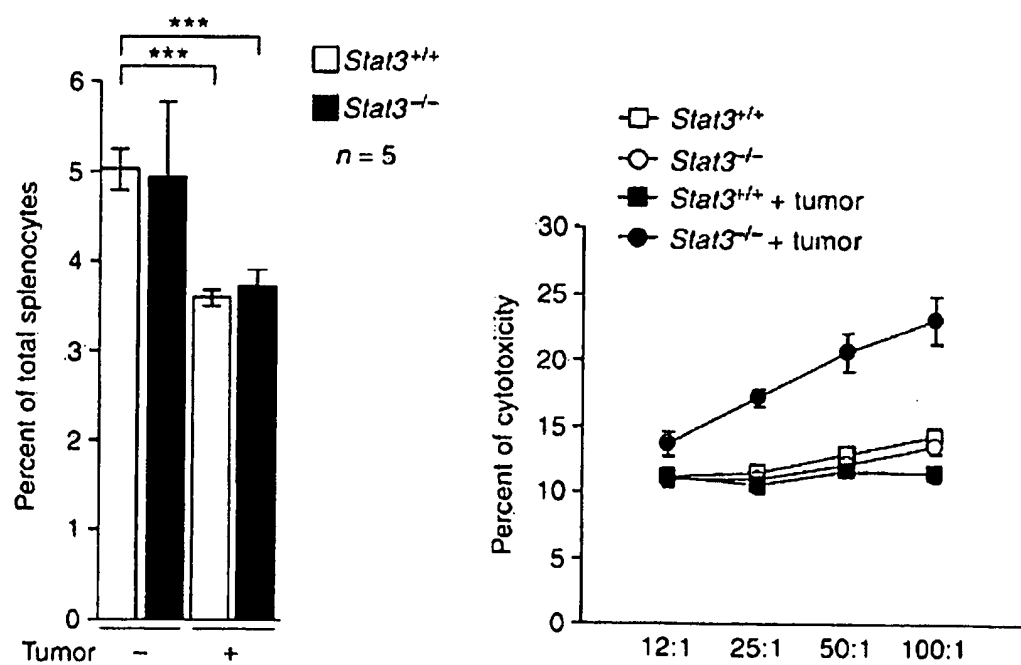 ***
***
Stat3+/+
Stat3−/−
n = 5
6
5
4
3
2
1
0
Percent of total splenocytes
Tumor − +
Stat3+/+
Stat3−/−
Stat3+/+ + tumor
Stat3−/− + tumor
30
25
20
15
10
5
0
Percent of cytotoxicity
12:1 25:1 50:1 100:1